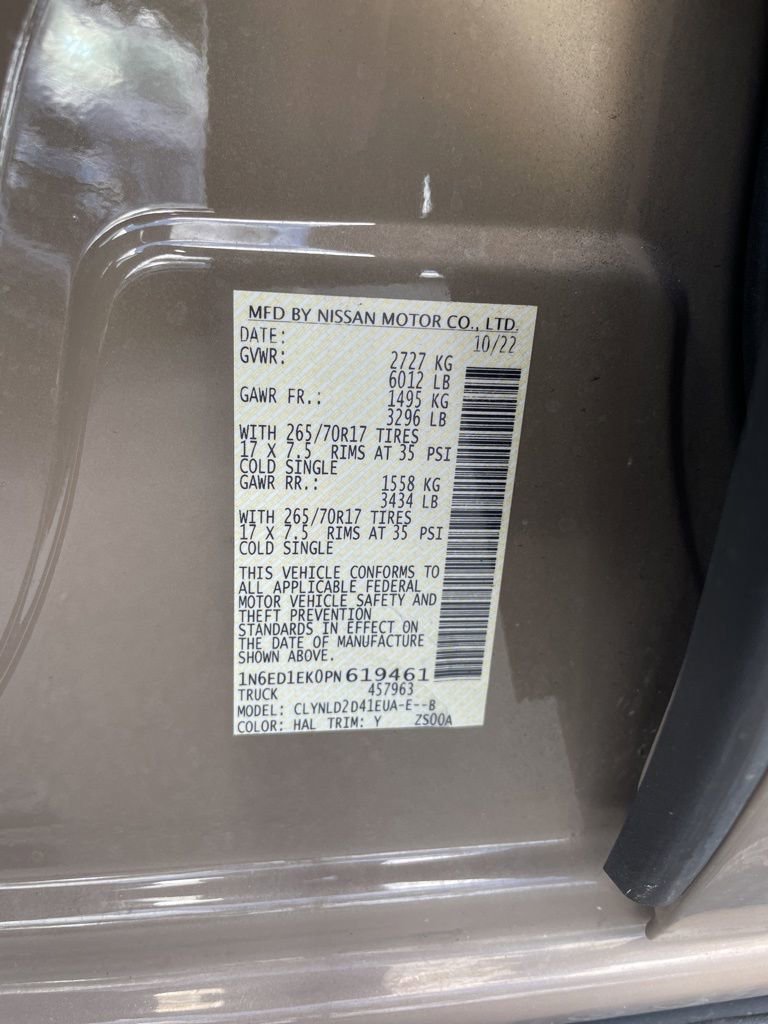 MFD BY NISSAN MOTOR CO., LTD.
DATE: 10/22
GVWR: 2727 KG
6012 LB
GAWR FR.: 1495 KG
3296 LB
WITH 265/70R17 TIRES
17 X 7.5 RIMS AT 35 PSI
COLD SINGLE
GAWR RR.: 1558 KG
3434 LB
WITH 265/70R17 TIRES
17 X 7.5 RIMS AT 35 PSI
COLD SINGLE
THIS VEHICLE CONFORMS TO
ALL APPLICABLE FEDERAL
MOTOR VEHICLE SAFETY AND
THEFT PREVENTION
STANDARDS IN EFFECT ON
THE DATE OF MANUFACTURE
SHOWN ABOVE.
1N6ED1EK0PN619461
TRUCK 457963
MODEL: CLYNLD2D41EUA-E--B
COLOR: HAL TRIM: Y ZS00A